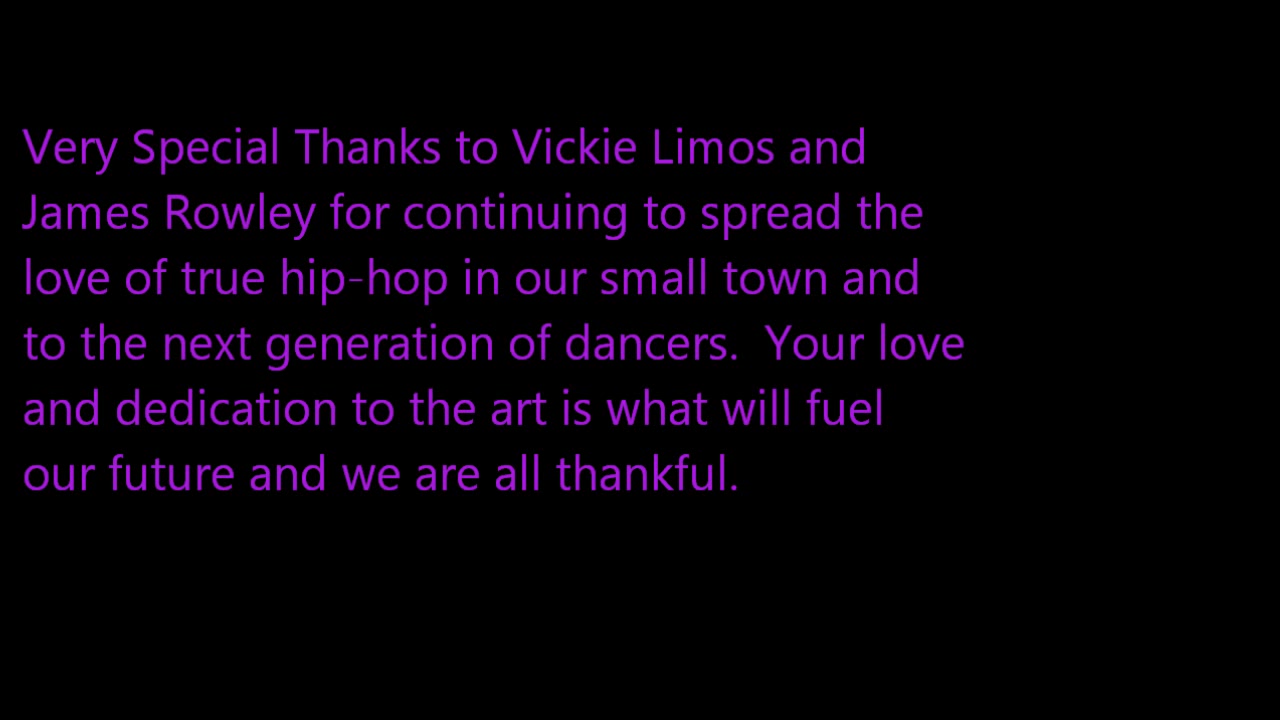 Very Special Thanks to Vickie Limos and
James Rowley for continuing to spread the
love of true hip-hop in our small town and
to the next generation of dancers.  Your love
and dedication to the art is what will fuel
our future and we are all thankful.